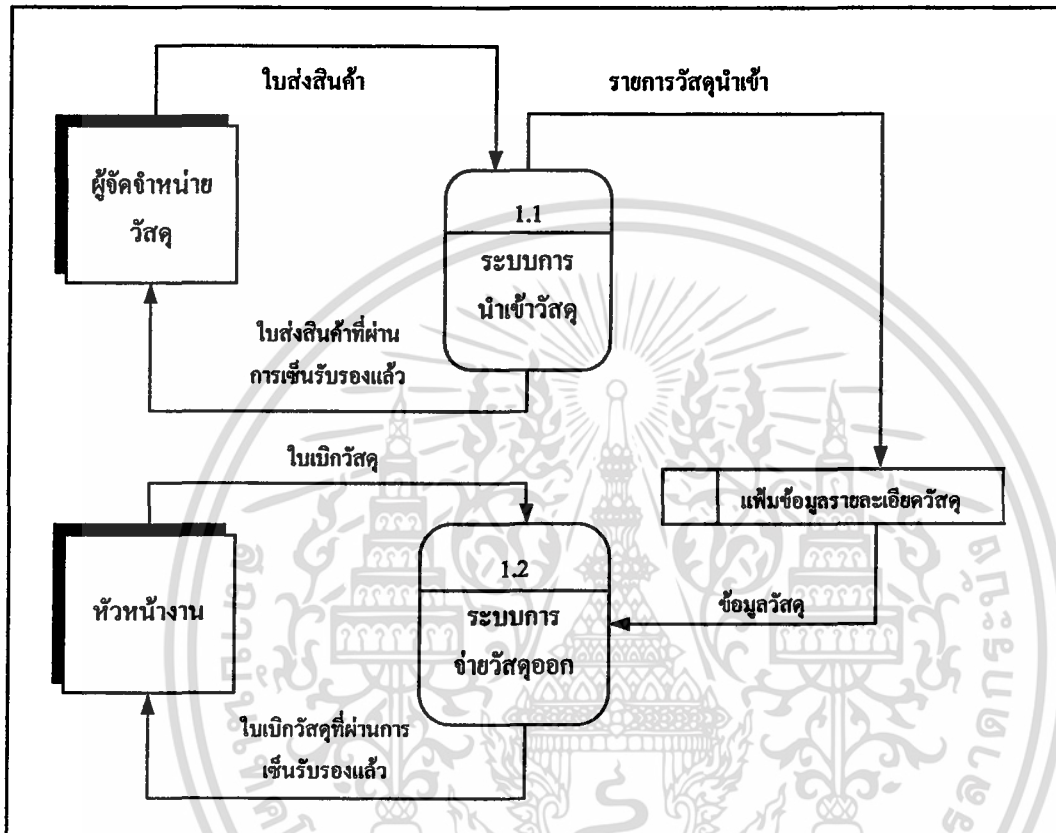 ใบส่งสินค้า
รายการวัสดุนำเข้า
ผู้จัดจำหน่าย
วัสดุ
1.1
ระบบการ
นำเข้าวัสดุ
ใบส่งสินค้าที่ผ่าน
การเซ็นรับรองแล้ว
ใบเบิกวัสดุ
แฟ้มข้อมูลรายละเอียดวัสดุ
หัวหน้างาน
1.2
ระบบการ
จ่ายวัสดุออก
ข้อมูลวัสดุ
ใบเบิกวัสดุที่ผ่านการ
เซ็นรับรองแล้ว